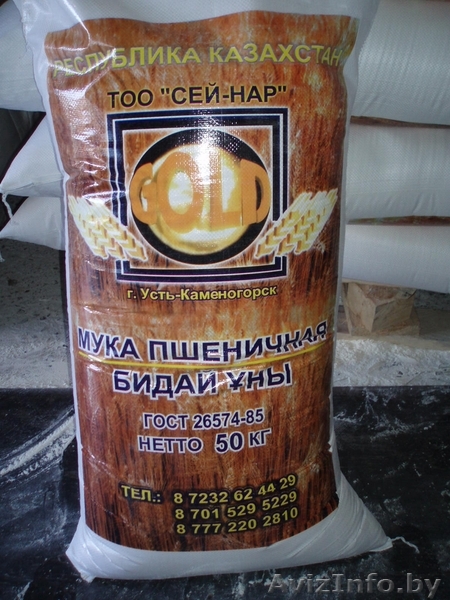 РЕСПУБЛИКА КАЗАХСТАН
ТОО "СЕЙ-НАР"
GOLD
г. Усть-Каменогорск
МУКА ПШЕНИЧНАЯ
БИДАЙ ҰНЫ
ГОСТ 26574-85
НЕТТО 50 КГ
ТЕЛ.: 8 7232 62 44 29
8 701 529 5229
8 777 220 2810
AvizInfo.by